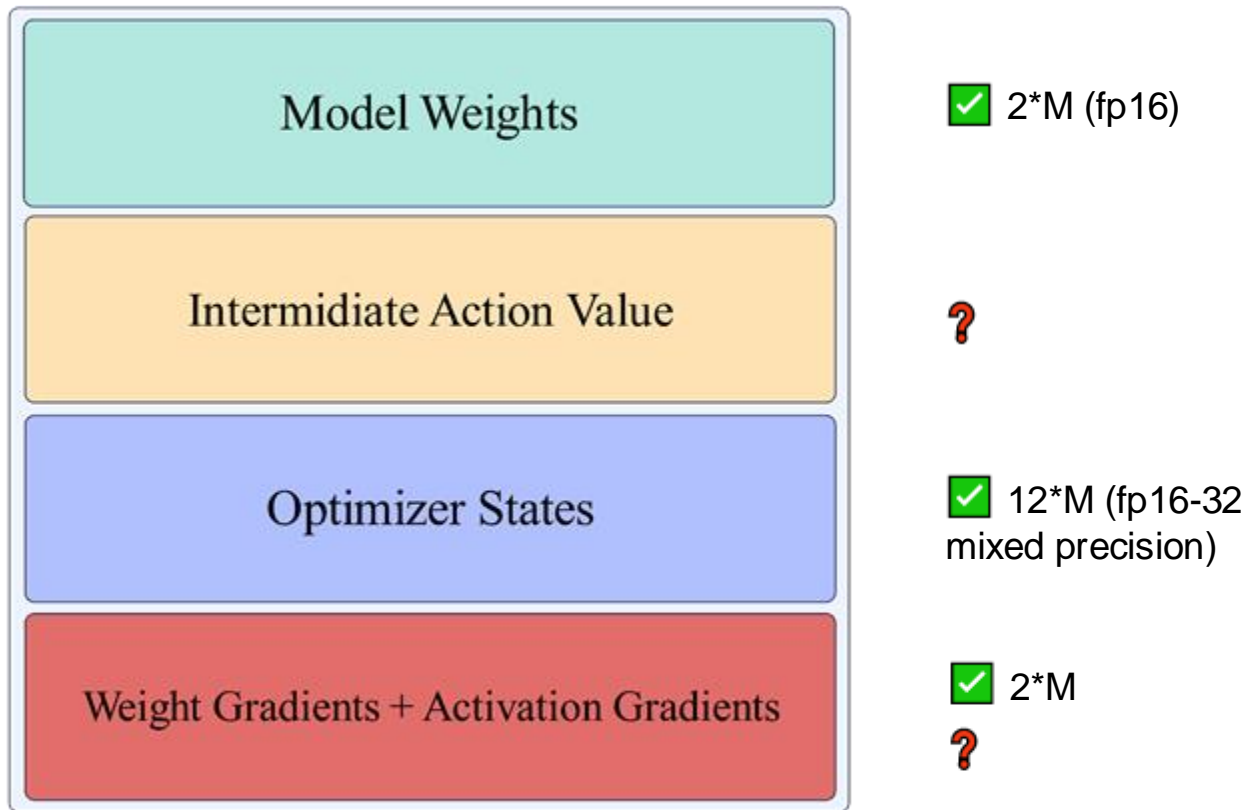 Model Weights
✅ 2*M (fp16)
Intermidiate Action Value
❓
Optimizer States
✅ 12*M (fp16-32
mixed precision)
Weight Gradients + Activation Gradients
✅ 2*M
❓